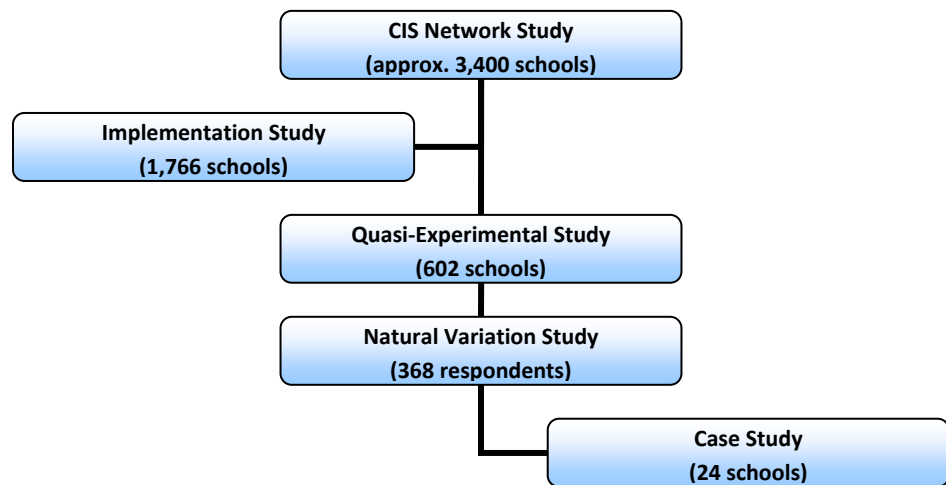 CIS Network Study
(approx. 3,400 schools)
Implementation Study
(1,766 schools)
Quasi-Experimental Study
(602 schools)
Natural Variation Study
(368 respondents)
Case Study
(24 schools)